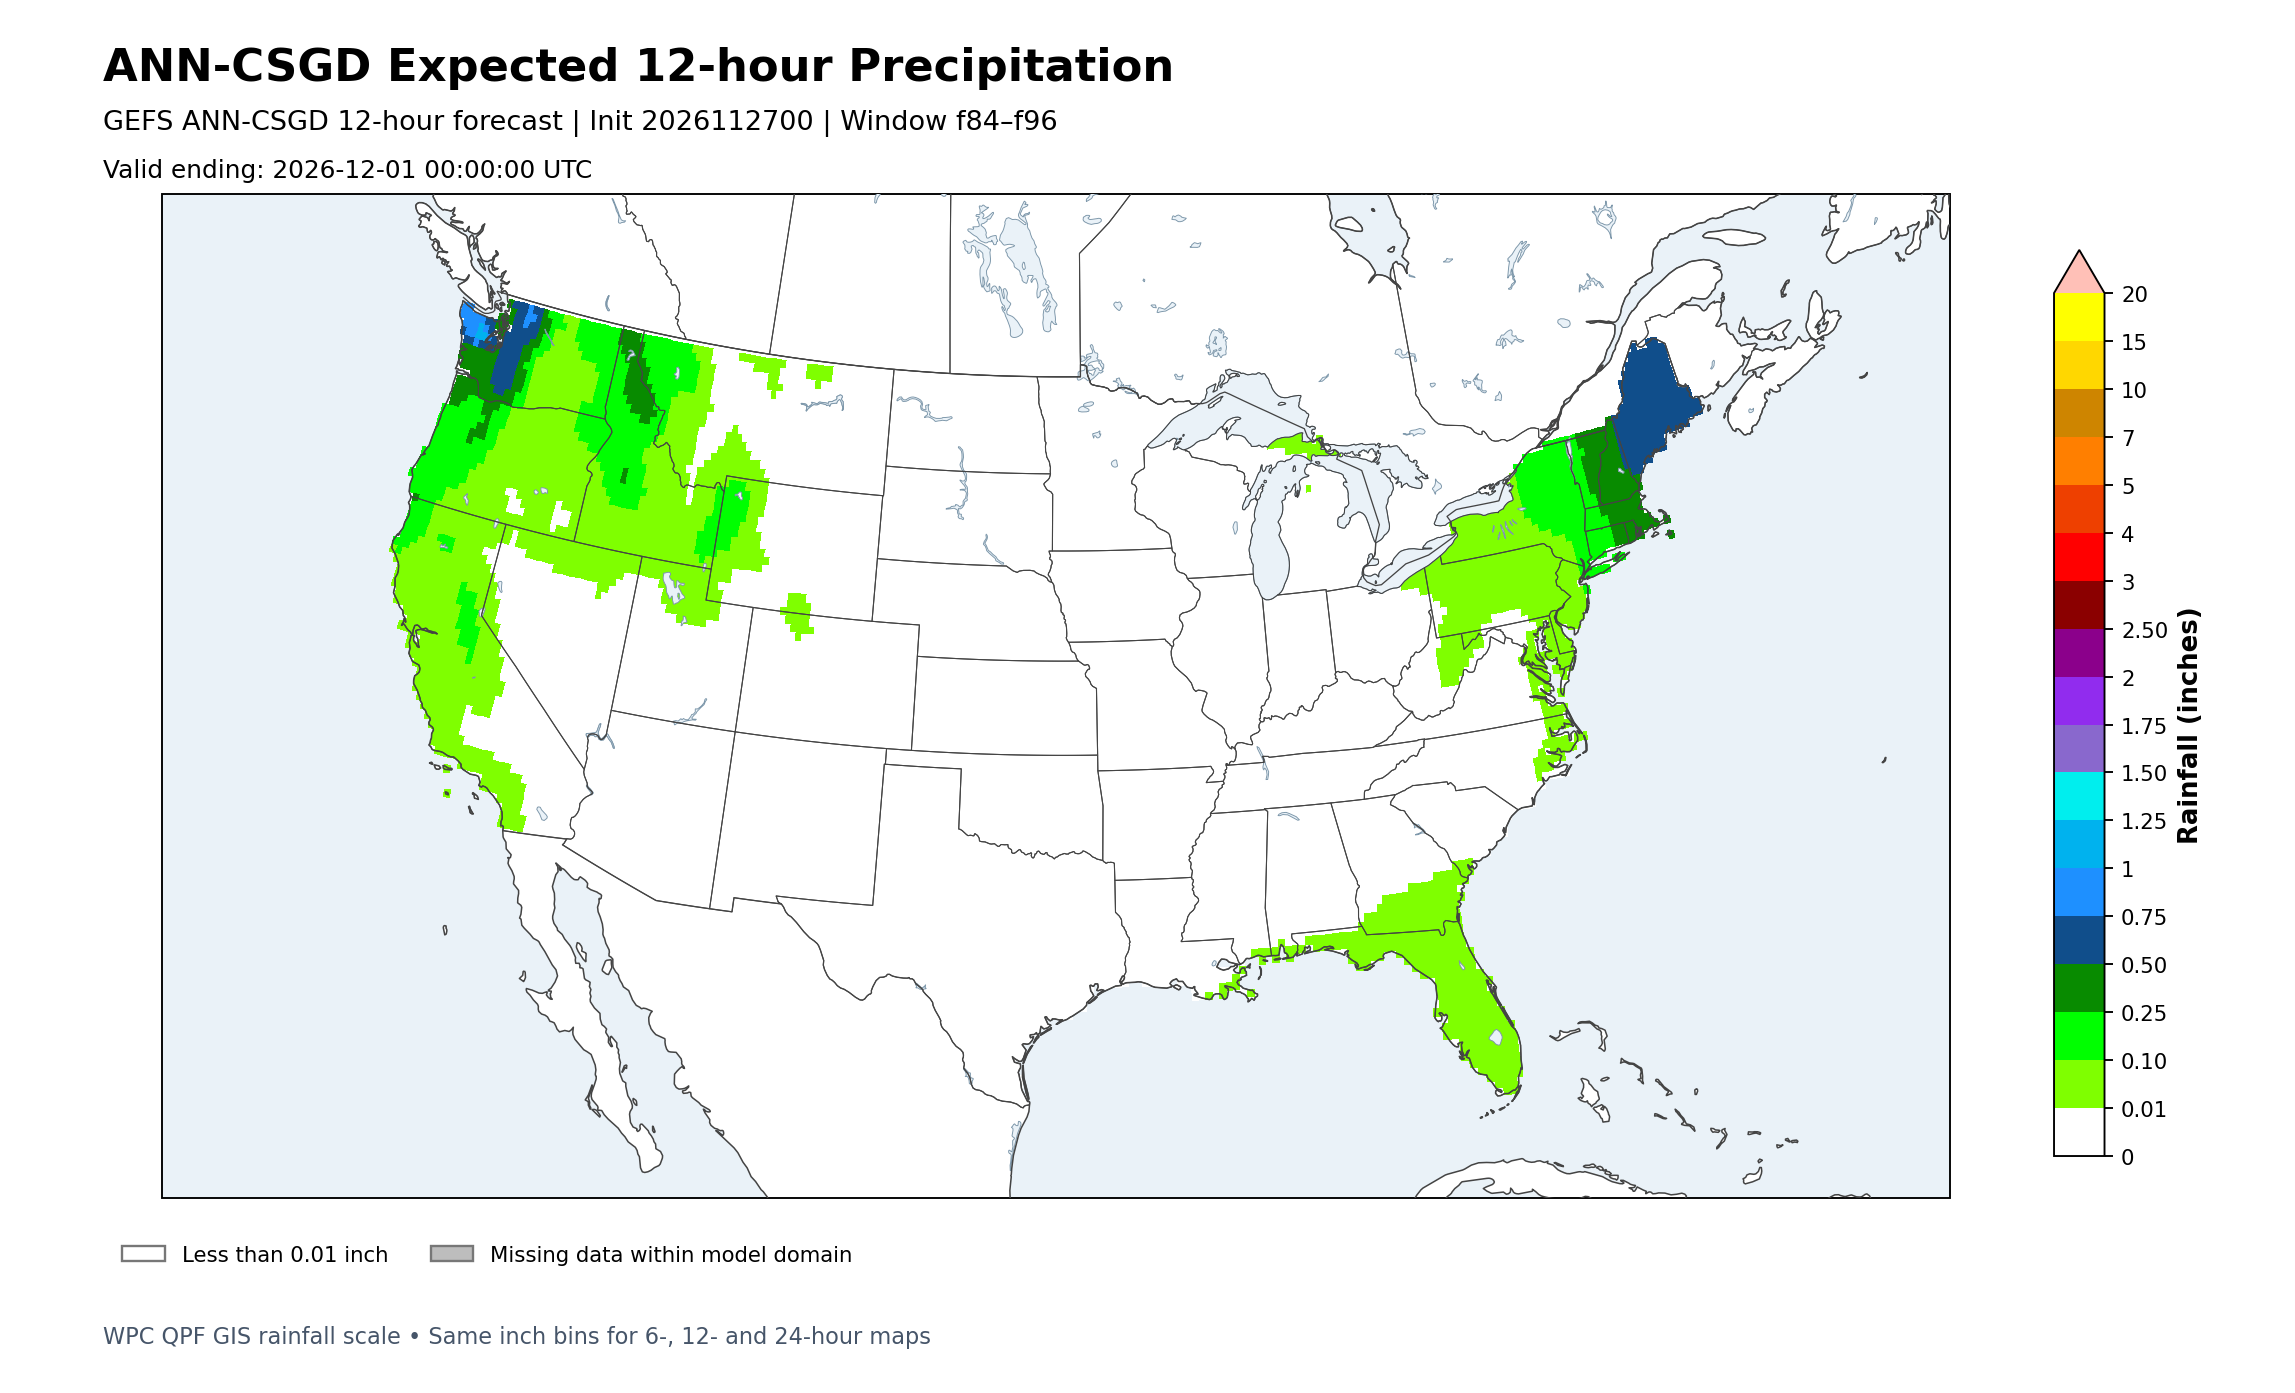 ANN-CSGD Expected 12-hour Precipitation
GEFS ANN-CSGD 12-hour forecast | Init 2026112700 | Window f84–f96
Valid ending: 2026-12-01 00:00:00 UTC
20
15
10
7
5
4
3
2.50
2
1.75
1.50
1.25
1
0.75
0.50
0.25
0.10
0.01
0
Rainfall (inches)
Less than 0.01 inch
Missing data within model domain
WPC QPF GIS rainfall scale • Same inch bins for 6-, 12- and 24-hour maps